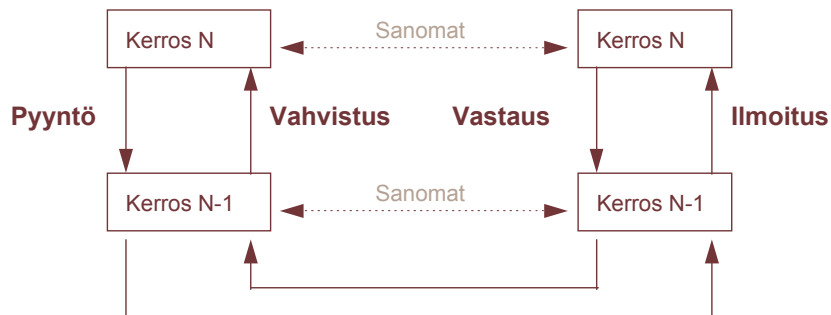 Kerros N
Sanomat
Kerros N
Pyyntö
Vahvistus
Vastaus
Ilmoitus
Kerros N-1
Sanomat
Kerros N-1